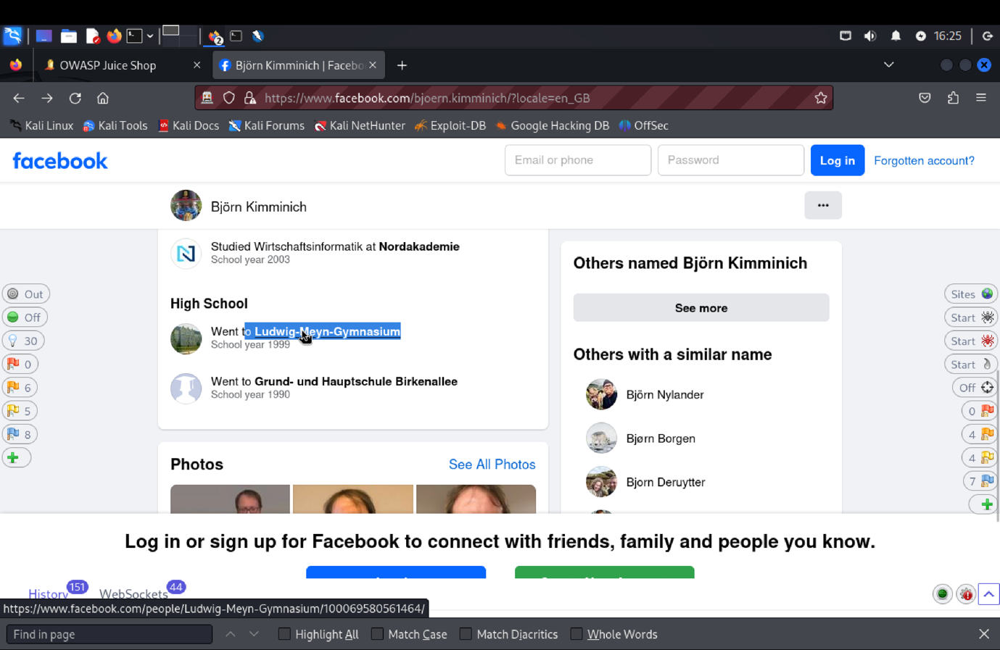 2
16:25
OWASP Juice Shop
Björn Kimminich | Facebo
https://www.facebook.com/bjoern.kimminich/?locale=en_GB
Kali Linux
Kali Tools
Kali Docs
Kali Forums
Kali NetHunter
Exploit-DB
Google Hacking DB
OffSec
facebook
Email or phone
Password
Log in
Forgotten account?
Björn Kimminich
...
Studied Wirtschaftsinformatik at Nordakademie
School year 2003
High School
Went to Ludwig-Meyn-Gymnasium
School year 1999
Went to Grund- und Hauptschule Birkenallee
School year 1990
Photos
See All Photos
Others named Björn Kimminich
See more
Others with a similar name
Björn Nylander
Bjørn Borgen
Bjorn Deruytter
Out
Off
30
0
6
5
8
Sites
Start
Start
Start
Off
0
4
4
7
Log in or sign up for Facebook to connect with friends, family and people you know.
History
151
WebSockets
44
https://www.facebook.com/people/Ludwig-Meyn-Gymnasium/100069580561464/
Find in page
Highlight All
Match Case
Match Diacritics
Whole Words